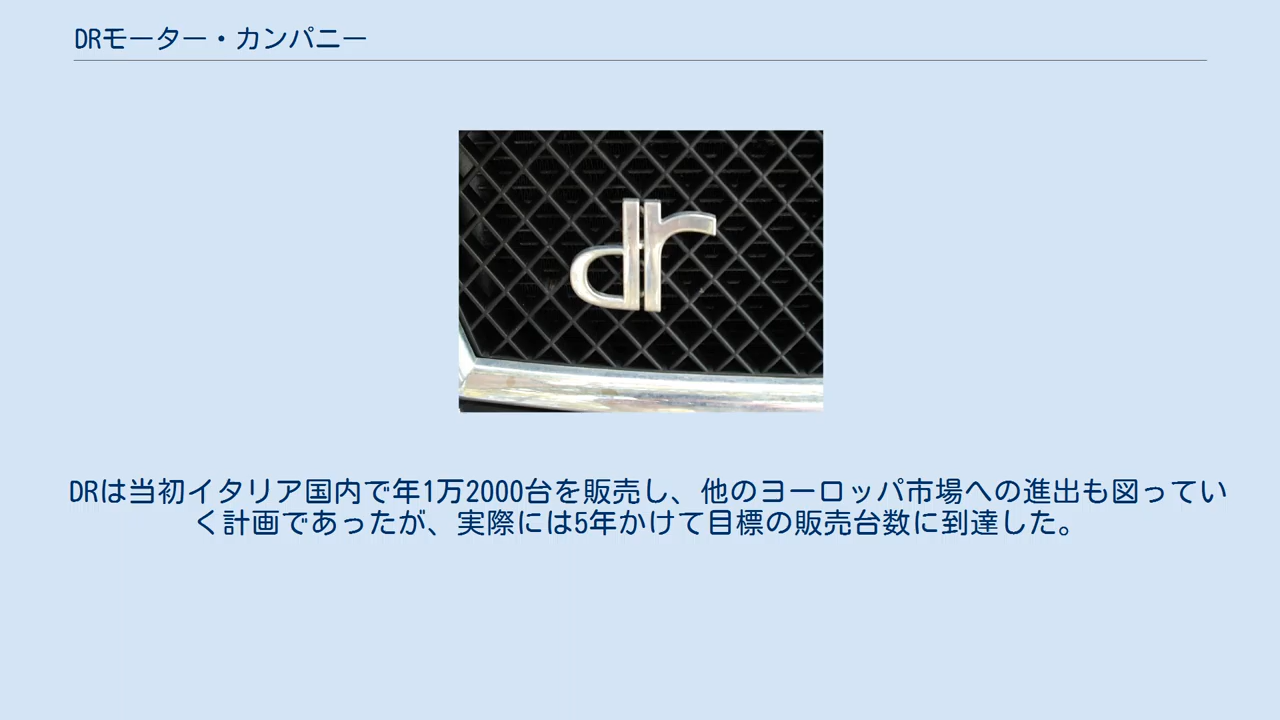 DRモーター・カンパニー
dr
DRは当初イタリア国内で年1万2000台を販売し、他のヨーロッパ市場への進出も図ってい
く計画であったが、実際には5年かけて目標の販売台数に到達した。